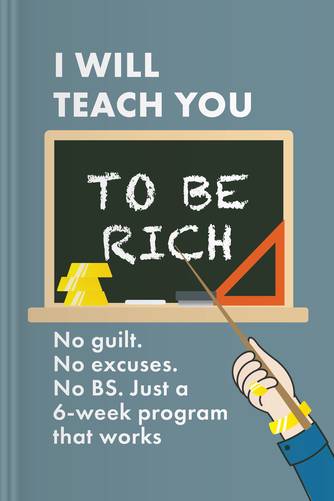 I WILL
TEACH YOU
TO BE
RICH
No guilt.
No excuses.
No BS. Just a
6-week program
that works